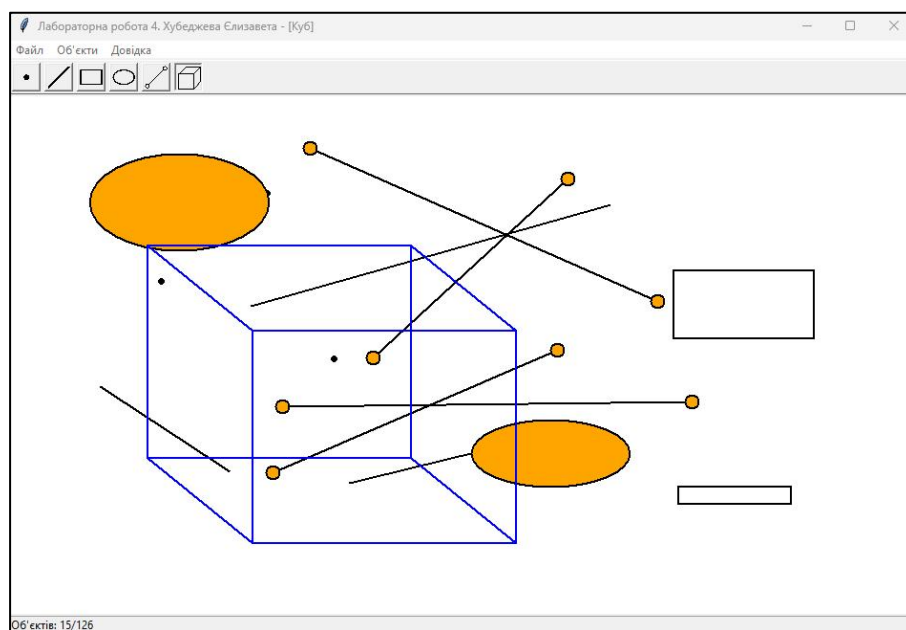 Лабораторна робота 4. Хубеджева Єлизавета - [Куб]
Файл Об'єкти Довідка
Об'єктів: 15/126